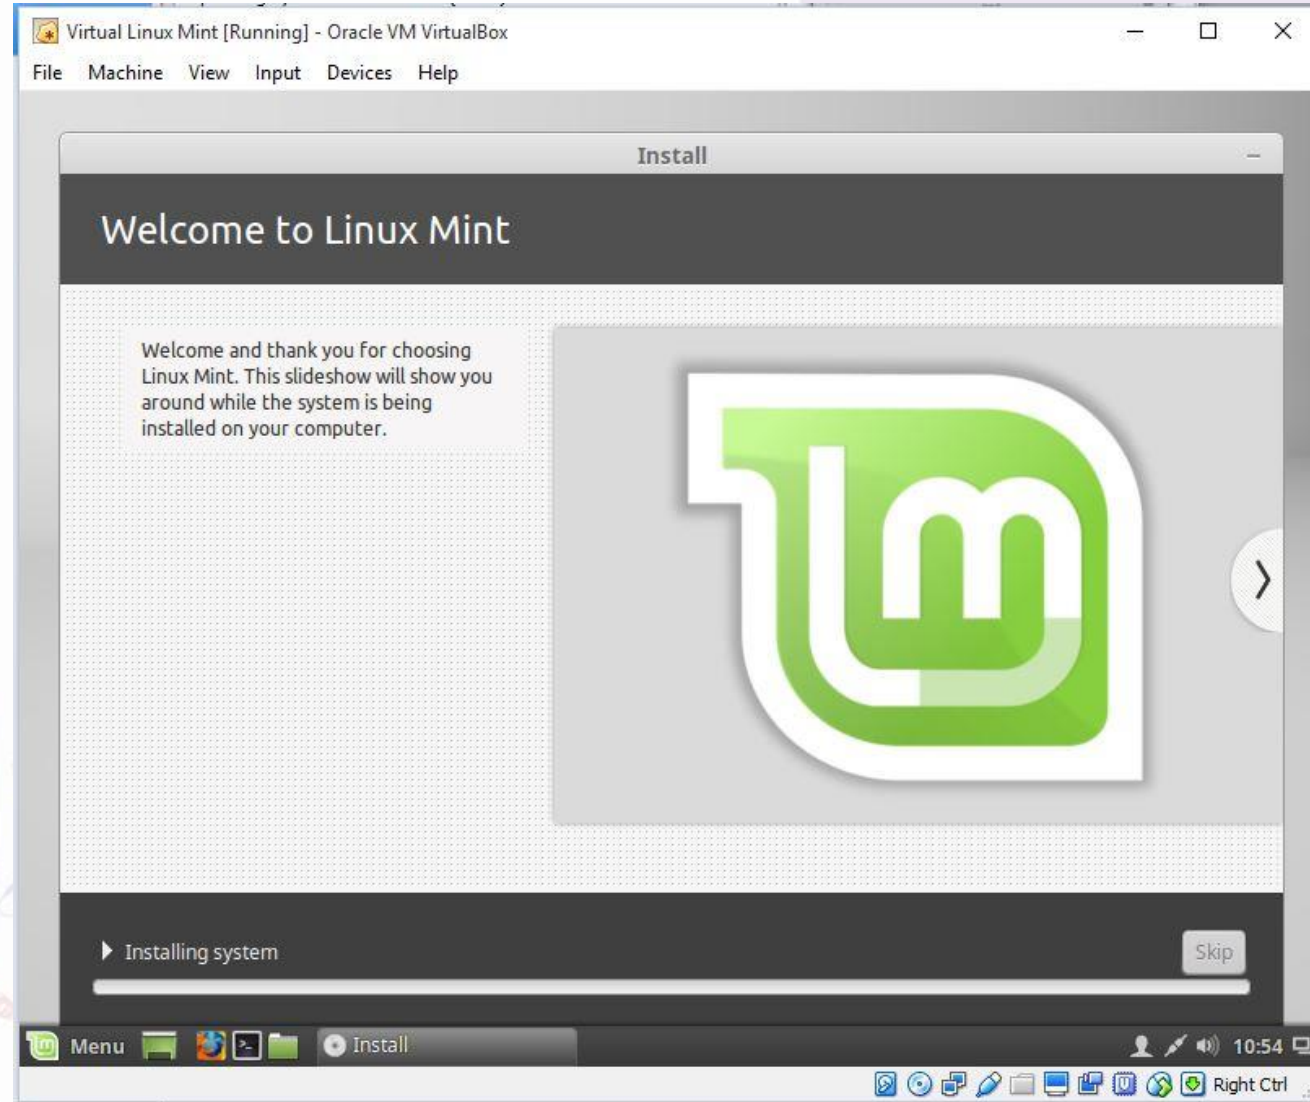 Virtual Linux Mint [Running] - Oracle VM VirtualBox
File Machine View Input Devices Help
Install
Welcome to Linux Mint
Welcome and thank you for choosing
Linux Mint. This slideshow will show you
around while the system is being
installed on your computer.
lm
Installing system
Skip
Menu
Install
10:54
Right Ctrl